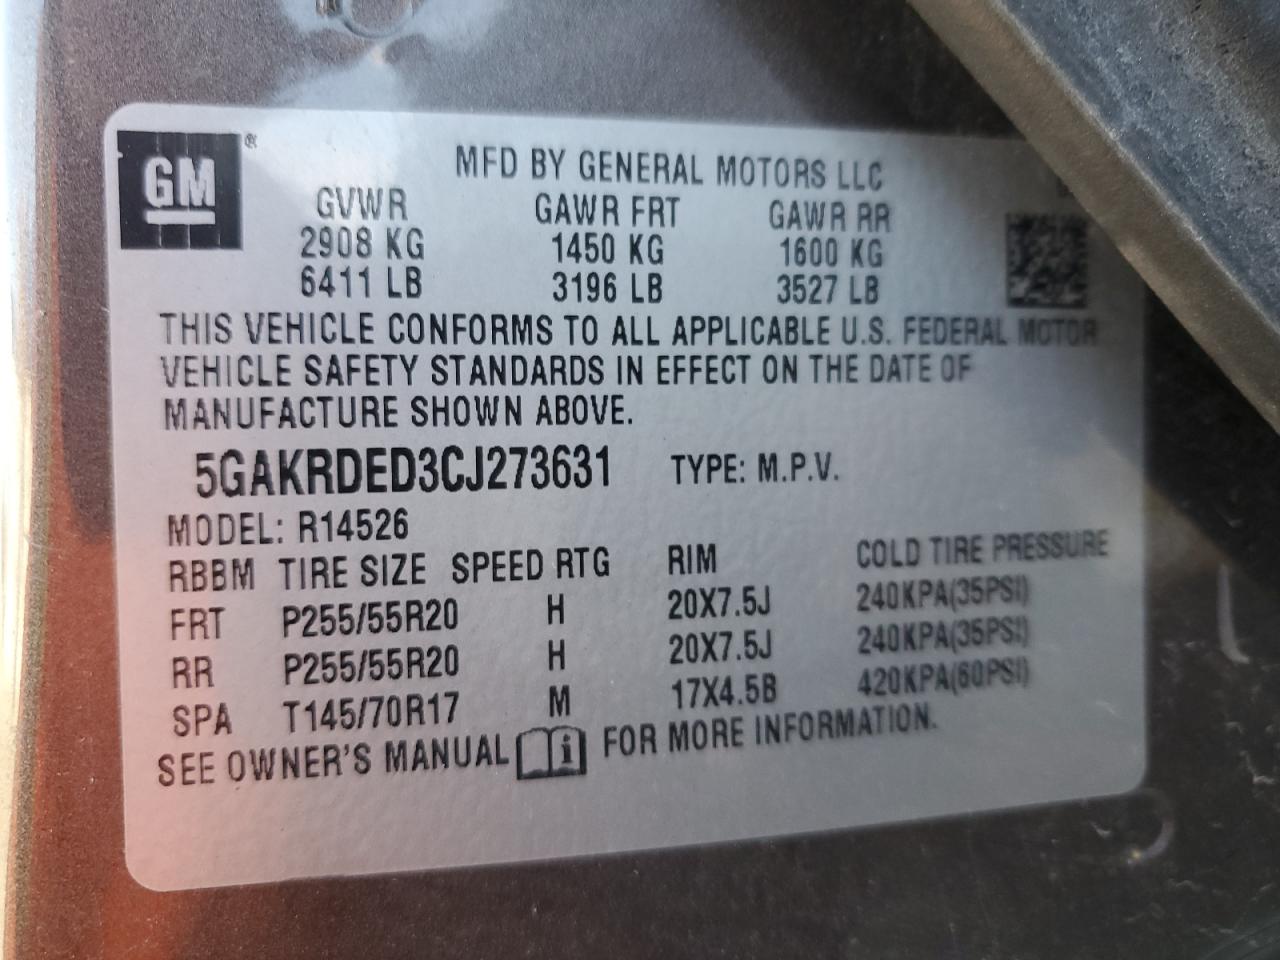 GM ®
MFD BY GENERAL MOTORS LLC
GVWR GAWR FRT GAWR RR
2908 KG 1450 KG 1600 KG
6411 LB 3196 LB 3527 LB
THIS VEHICLE CONFORMS TO ALL APPLICABLE U.S. FEDERAL MOTOR
VEHICLE SAFETY STANDARDS IN EFFECT ON THE DATE OF
MANUFACTURE SHOWN ABOVE.
5GAKRDED3CJ273631 TYPE: M.P.V.
MODEL: R14526
RBBM TIRE SIZE SPEED RTG RIM COLD TIRE PRESSURE
FRT P255/55R20 H 20X7.5J 240KPA(35PSI)
RR P255/55R20 H 20X7.5J 240KPA(35PSI)
SPA T145/70R17 M 17X4.5B 420KPA(60PSI)
SEE OWNER'S MANUAL i FOR MORE INFORMATION.